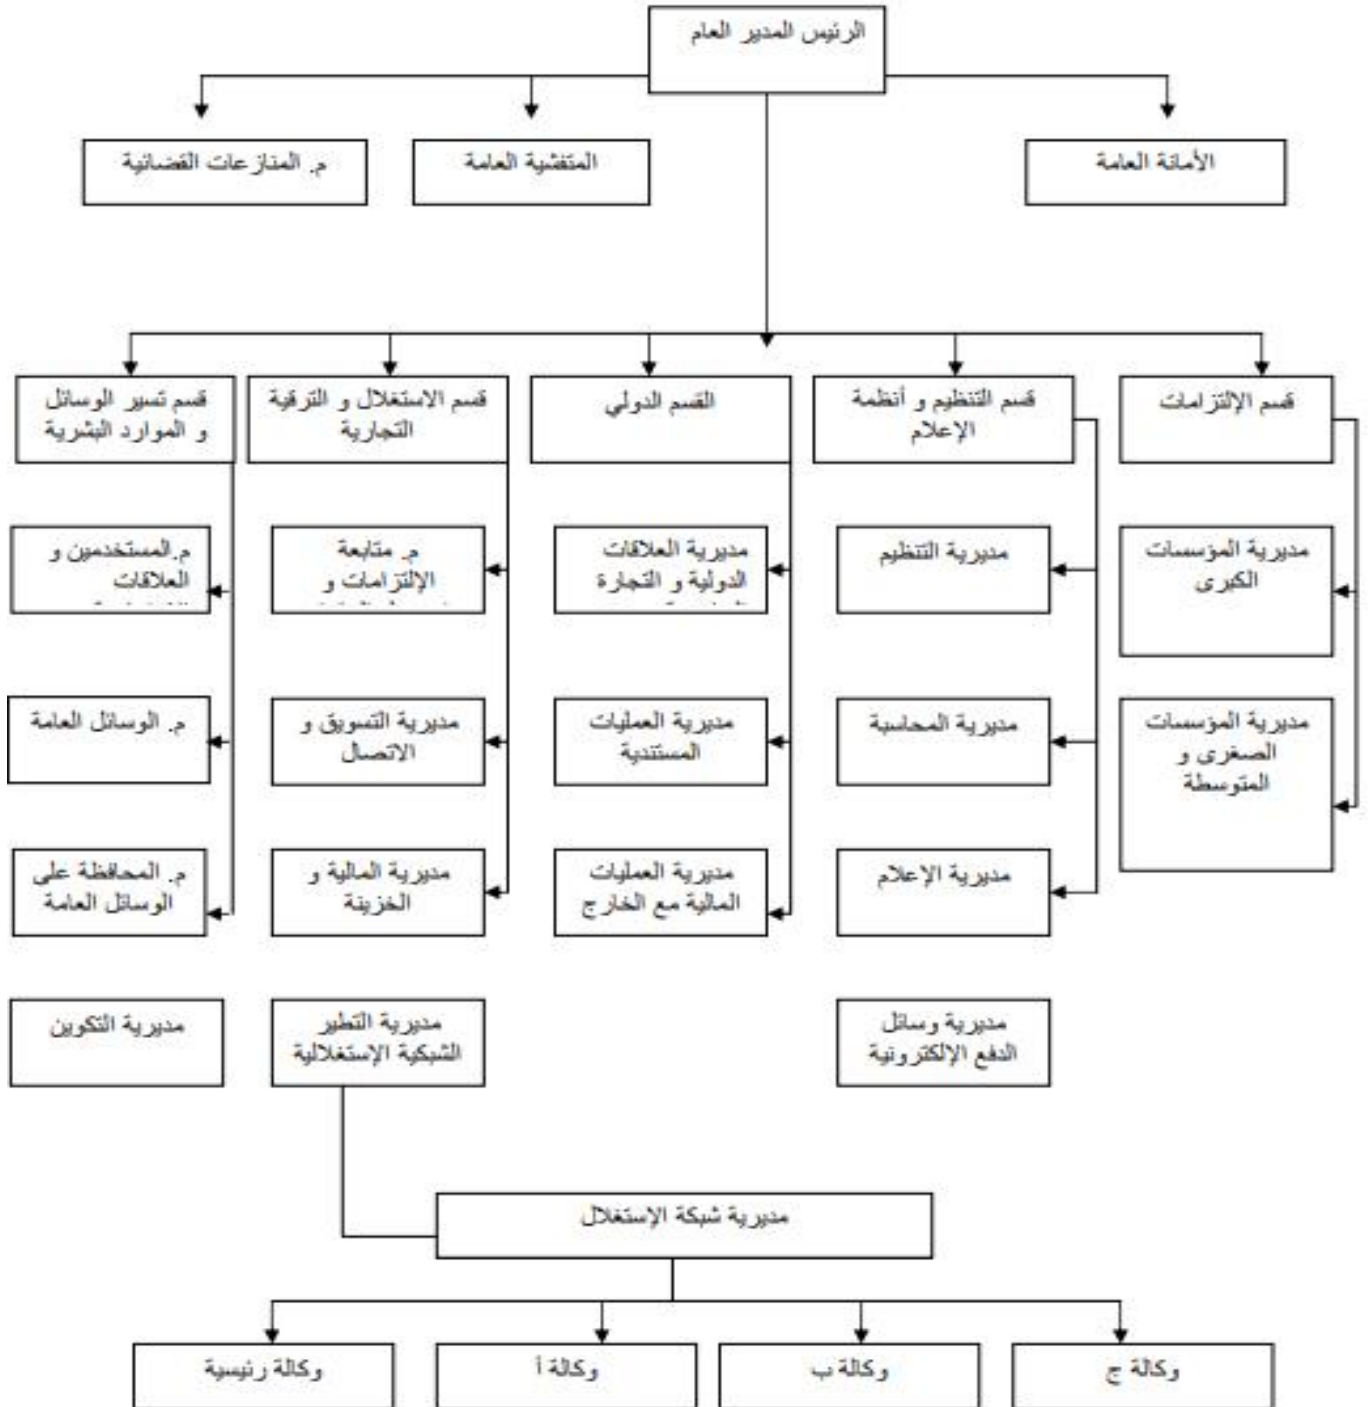 الرئيس المدير العام
الأمانة العامة
المتفشية العامة
م. المنازعات القضائية
قسم الإلتزامات
قسم التنظيم و أنظمة
الإعلام
القسم الدولي
قسم الاستغلال و الترقية
التجارية
قسم تسير الوسائل
و الموارد البشرية
مديرية المؤسسات
الكبرى
مديرية التنظيم
مديرية العلاقات
الدولية و التجارة
م. متابعة
الإلتزامات و
م.المستخدمين و
العلاقات
مديرية المؤسسات
الصغرى و
المتوسطة
مديرية المحاسبة
مديرية العمليات
المستندية
مديرية التسويق و
الاتصال
م. الوسائل العامة
مديرية الإعلام
مديرية العمليات
المالية مع الخارج
مديرية المالية و
الخزينة
م. المحافظة على
الوسائل العامة
مديرية وسائل
الدفع الإلكترونية
مديرية التطير
الشبكية الإستغلالية
مديرية التكوين
مديرية شبكة الإستغلال
وكالة ج
وكالة ب
وكالة أ
وكالة رئيسية